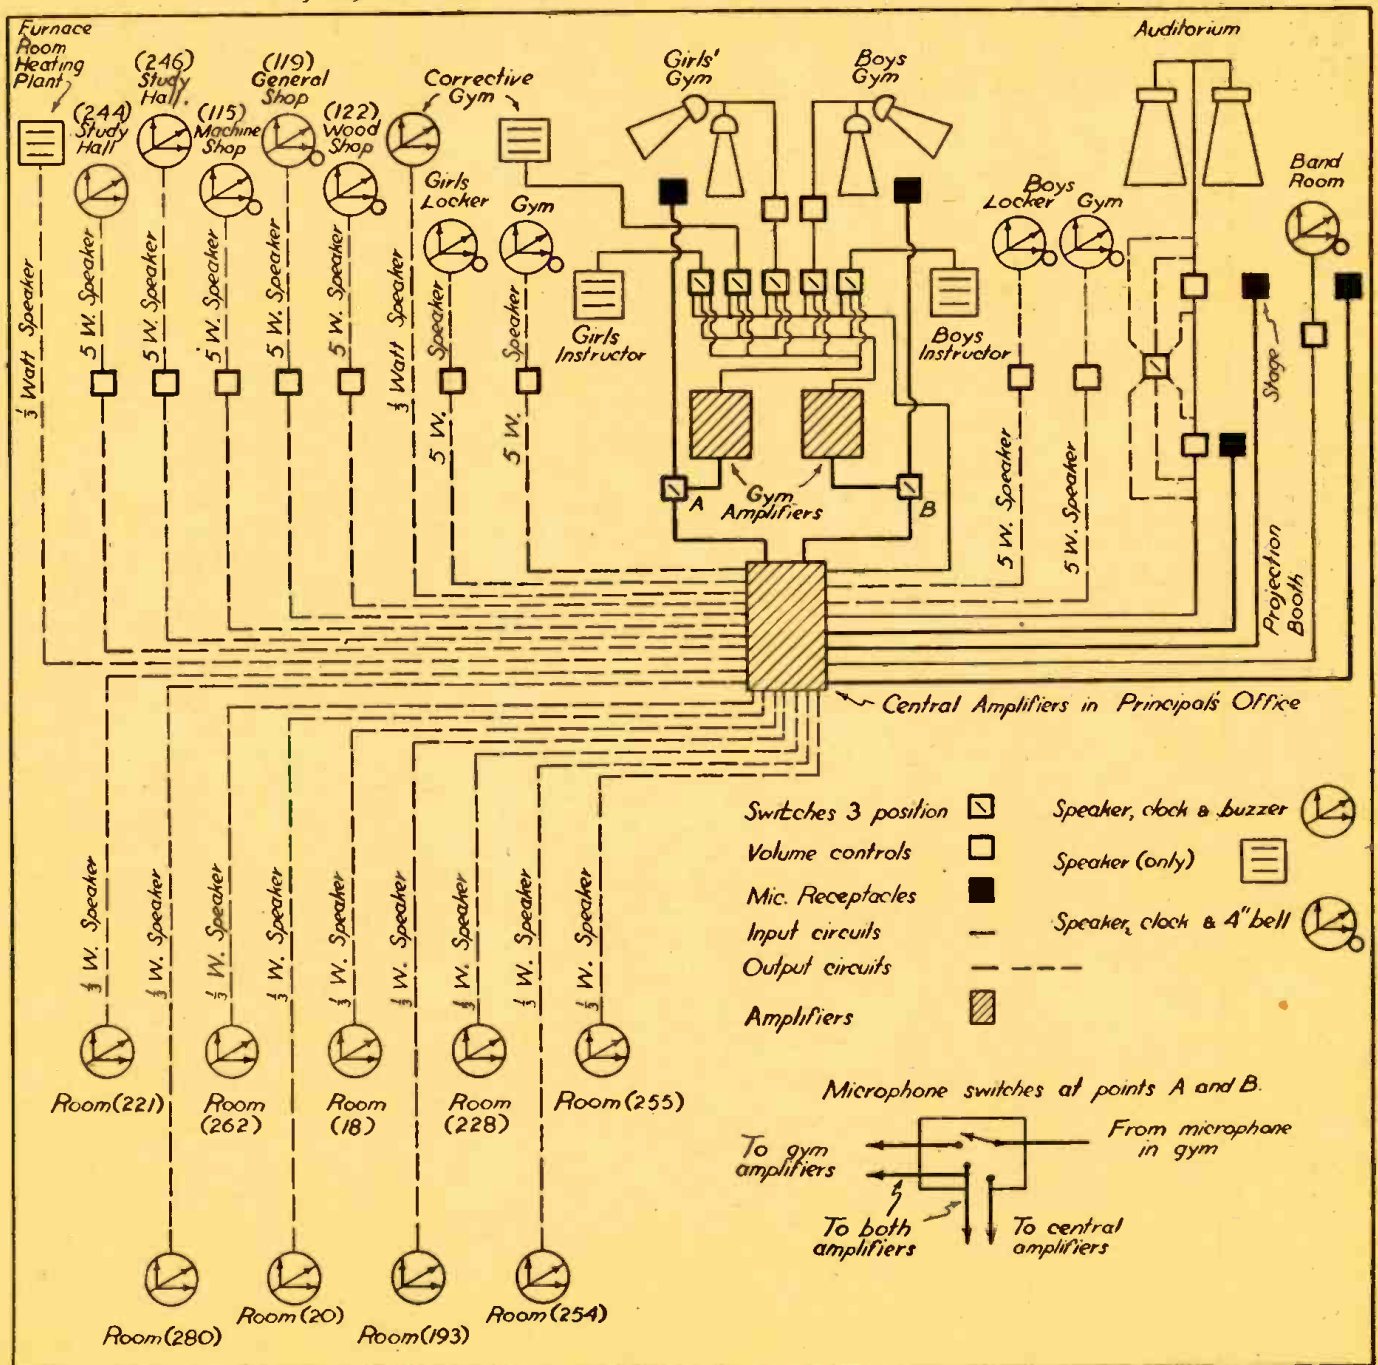 Furnace
Room
Heating
Plant
(246)
Study
Hall.
(119)
General
Shop
(244)
Study
Hall
(115)
Machine
Shop
(122)
Wood
Shop
Corrective
Gym
Girls'
Gym
Boys
Gym
Auditorium
Girls
Locker
Gym
Boys
Locker
Gym
Band
Room
Girls
Instructor
Boys
Instructor
1/3 Watt Speaker
5 W. Speaker
5 W. Speaker
5 W. Speaker
5 W. Speaker
5 W. Speaker
1/3 Watt Speaker
5 W. Speaker
5 W. Speaker
A
Gym
Amplifiers
B
5 W. Speaker
5 W. Speaker
Stage
Projection
Booth
Central Amplifiers in Principal's Office
1/3 W. Speaker
1/3 W. Speaker
1/3 W. Speaker
1/3 W. Speaker
1/3 W. Speaker
1/3 W. Speaker
1/3 W. Speaker
1/3 W. Speaker
1/3 W. Speaker
Room (221)
Room
(262)
Room
(18)
Room
(228)
Room (255)
Room (280)
Room (20)
Room (193)
Room (254)
Switches 3 position
Volume controls
Mic. Receptacles
Input circuits
Output circuits
Amplifiers
Speaker, clock & buzzer
Speaker (only)
Speaker, clock & 4" bell
Microphone switches at points A and B.
To gym
amplifiers
From microphone
in gym
To both
amplifiers
To central
amplifiers